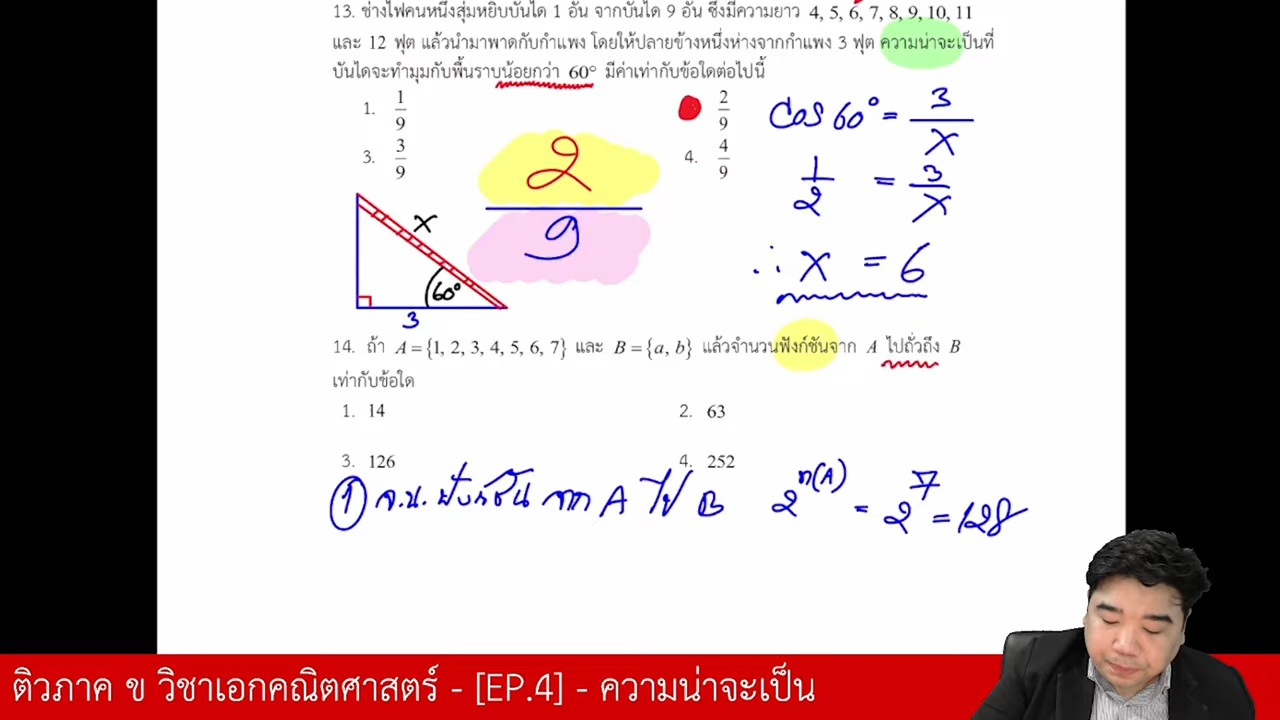 13. ช่างไฟคนหนึ่งสุ่มหยิบบันได 1 อัน จากบันได 9 อัน ซึ่งมีความยาว 4, 5, 6, 7, 8, 9, 10, 11
และ 12 ฟุต แล้วนำมาพาดกับกำแพง โดยให้ปลายข้างหนึ่งห่างจากกำแพง 3 ฟุต ความน่าจะเป็นที่
บันไดจะทำมุมกับพื้นราบน้อยกว่า 60° มีค่าเท่ากับข้อใดต่อไปนี้
1. 1/9
2/9
3. 3/9
4. 4/9
2/9
cos 60° = 3/x
1/2 = 3/x
∴ x = 6
x
60°
3
14. ถ้า A = {1, 2, 3, 4, 5, 6, 7} และ B = {a, b} แล้วจำนวนฟังก์ชันจาก A ไปทั่วถึง B
เท่ากับข้อใด
1. 14
2. 63
3. 126
4. 252
① จ.น. ฟังก์ชัน จาก A ไป B 2^n(A) = 2^7 = 128
ติวภาค ข วิชาเอกคณิตศาสตร์ - [EP.4] - ความน่าจะเป็น